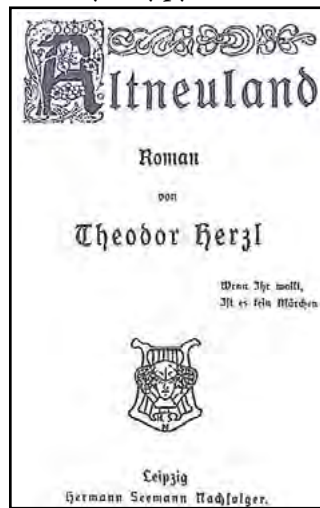 Altneuland
Roman
von
Theodor Herzl
Wenn Ihr wollt,
Ist es kein Märchen
Leipzig
Hermann Seemann Nachfolger.